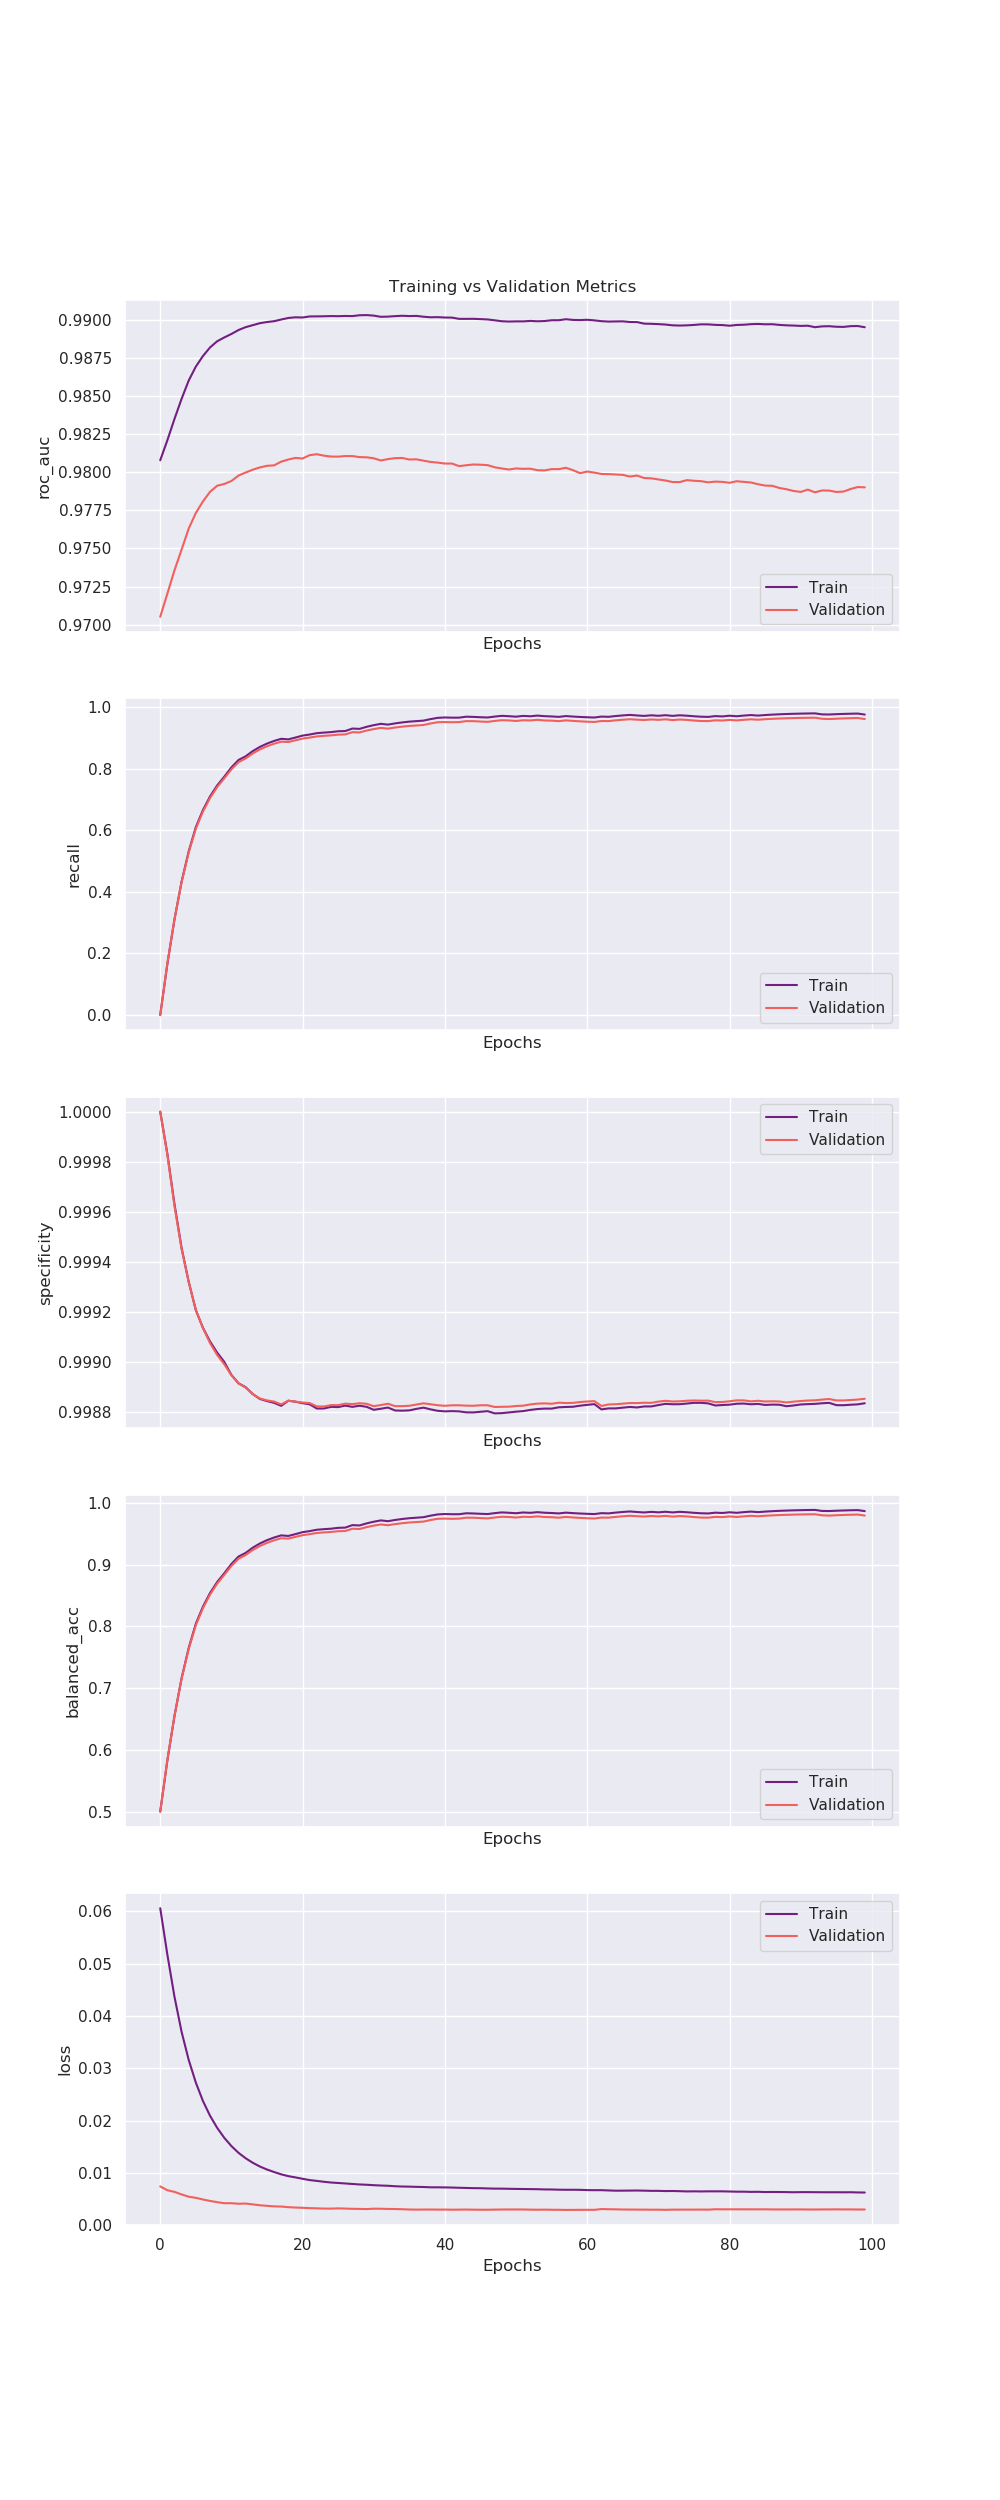 Training vs Validation Metrics
0.9900
0.9875
0.9850
0.9825
0.9800
0.9775
0.9750
0.9725
0.9700
roc_auc
Train
Validation
Epochs
1.0
0.8
0.6
0.4
0.2
0.0
recall
Train
Validation
Epochs
1.0000
0.9998
0.9996
0.9994
0.9992
0.9990
0.9988
specificity
Train
Validation
Epochs
1.0
0.9
0.8
0.7
0.6
0.5
balanced_acc
Train
Validation
Epochs
0.06
0.05
0.04
0.03
0.02
0.01
0.00
loss
Train
Validation
0 20 40 60 80 100
Epochs